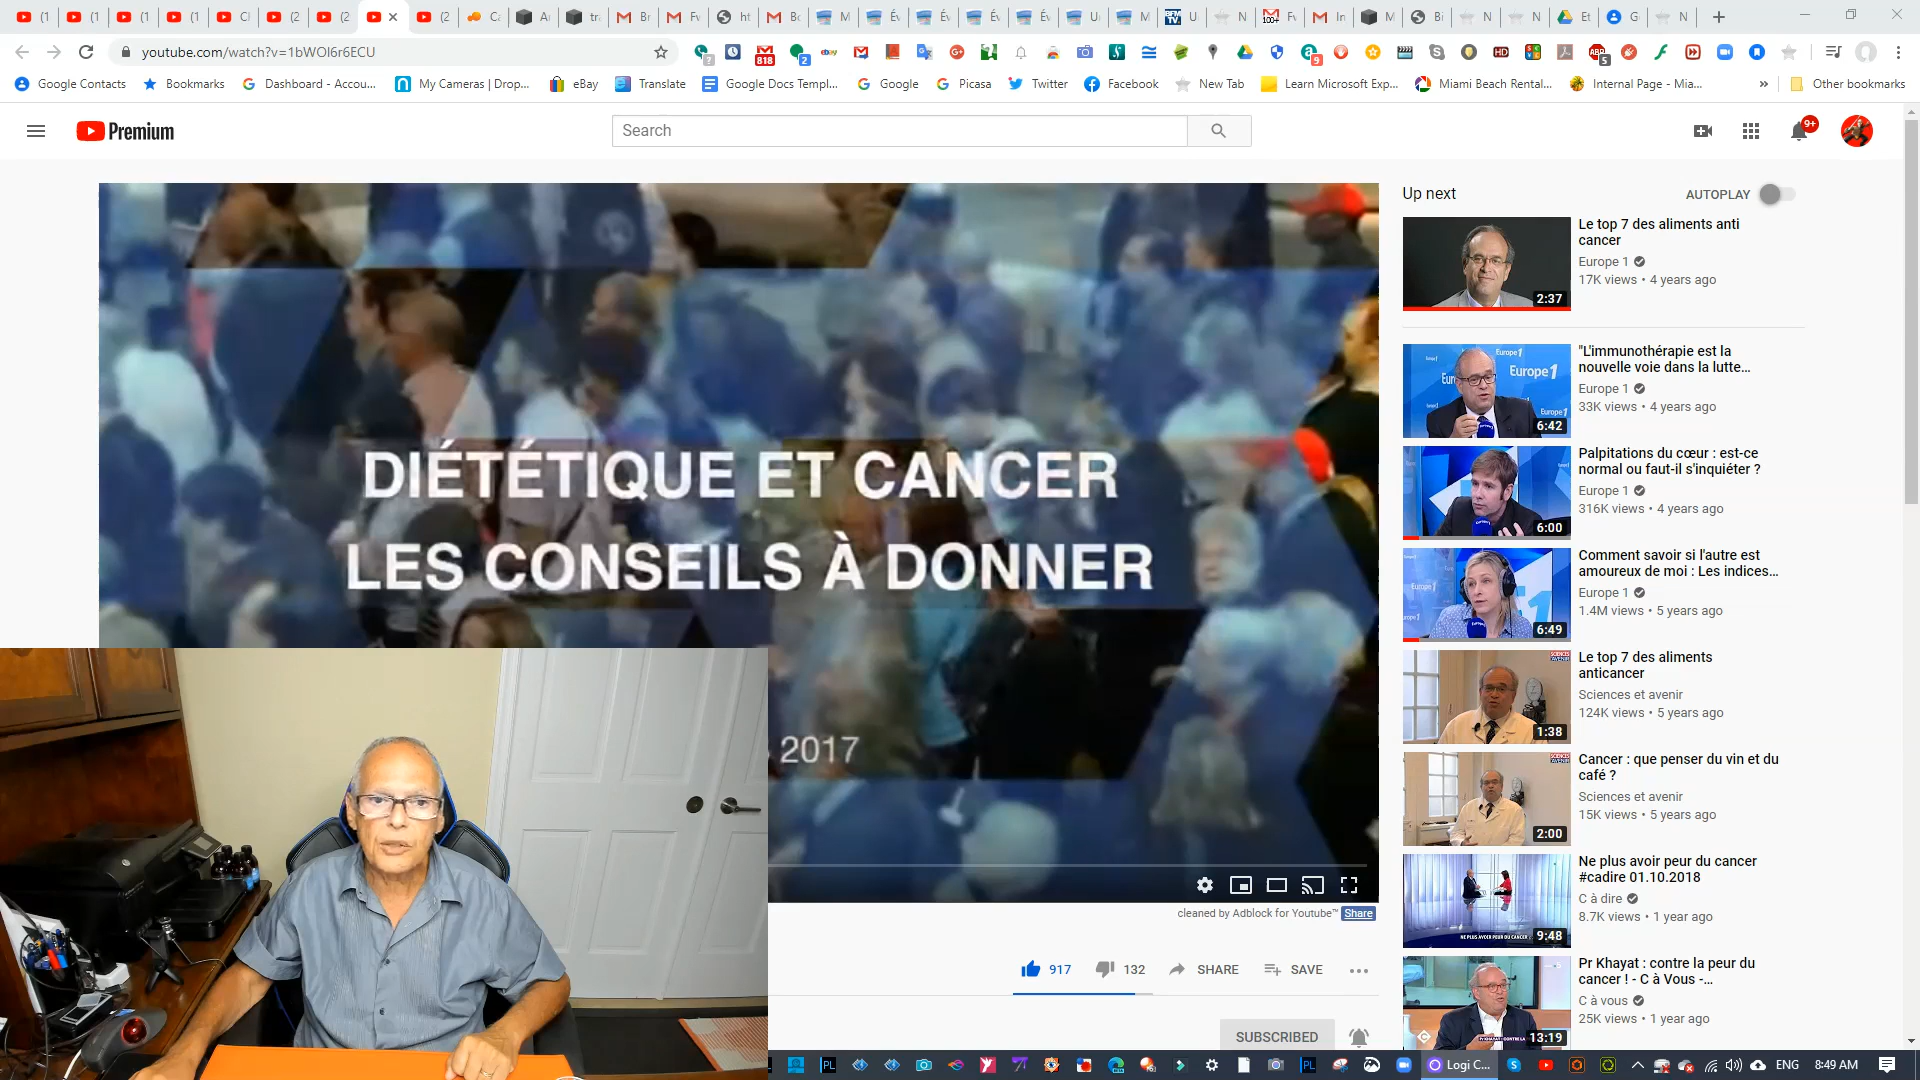 youtube.com/watch?v=1bWOl6r6ECU
Google Contacts
Bookmarks
Dashboard - Accou...
My Cameras | Drop...
eBay
Translate
Google Docs Templ...
Google
Picasa
Twitter
Facebook
New Tab
Learn Microsoft Exp...
Miami Beach Rental...
Internal Page - Mia...
Other bookmarks
Premium
Search
9+
DIÉTÉTIQUE ET CANCER
LES CONSEILS À DONNER
2017
cleaned by Adblock for Youtube™ Share
917
132
SHARE
SAVE
SUBSCRIBED
Up next
AUTOPLAY
Le top 7 des aliments anti
cancer
Europe 1
17K views • 4 years ago
2:37
"L'immunothérapie est la
nouvelle voie dans la lutte...
Europe 1
33K views • 4 years ago
6:42
Palpitations du cœur : est-ce
normal ou faut-il s'inquiéter ?
Europe 1
316K views • 4 years ago
6:00
Comment savoir si l'autre est
amoureux de moi : Les indices...
Europe 1
1.4M views • 5 years ago
6:49
Le top 7 des aliments
anticancer
Sciences et avenir
124K views • 5 years ago
1:38
Cancer : que penser du vin et du
café ?
Sciences et avenir
15K views • 5 years ago
2:00
Ne plus avoir peur du cancer
#cadire 01.10.2018
C à dire
8.7K views • 1 year ago
9:48
Pr Khayat : contre la peur du
cancer ! - C à Vous -...
C à vous
25K views • 1 year ago
13:19
Logi C...
ENG
8:49 AM